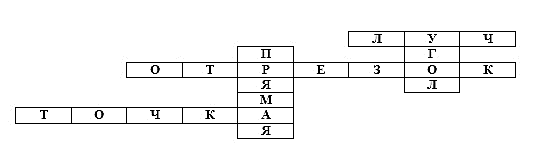 Л У Ч
П Г
О Т Р Е З О К
Я Л
М
Т О Ч К А
Я